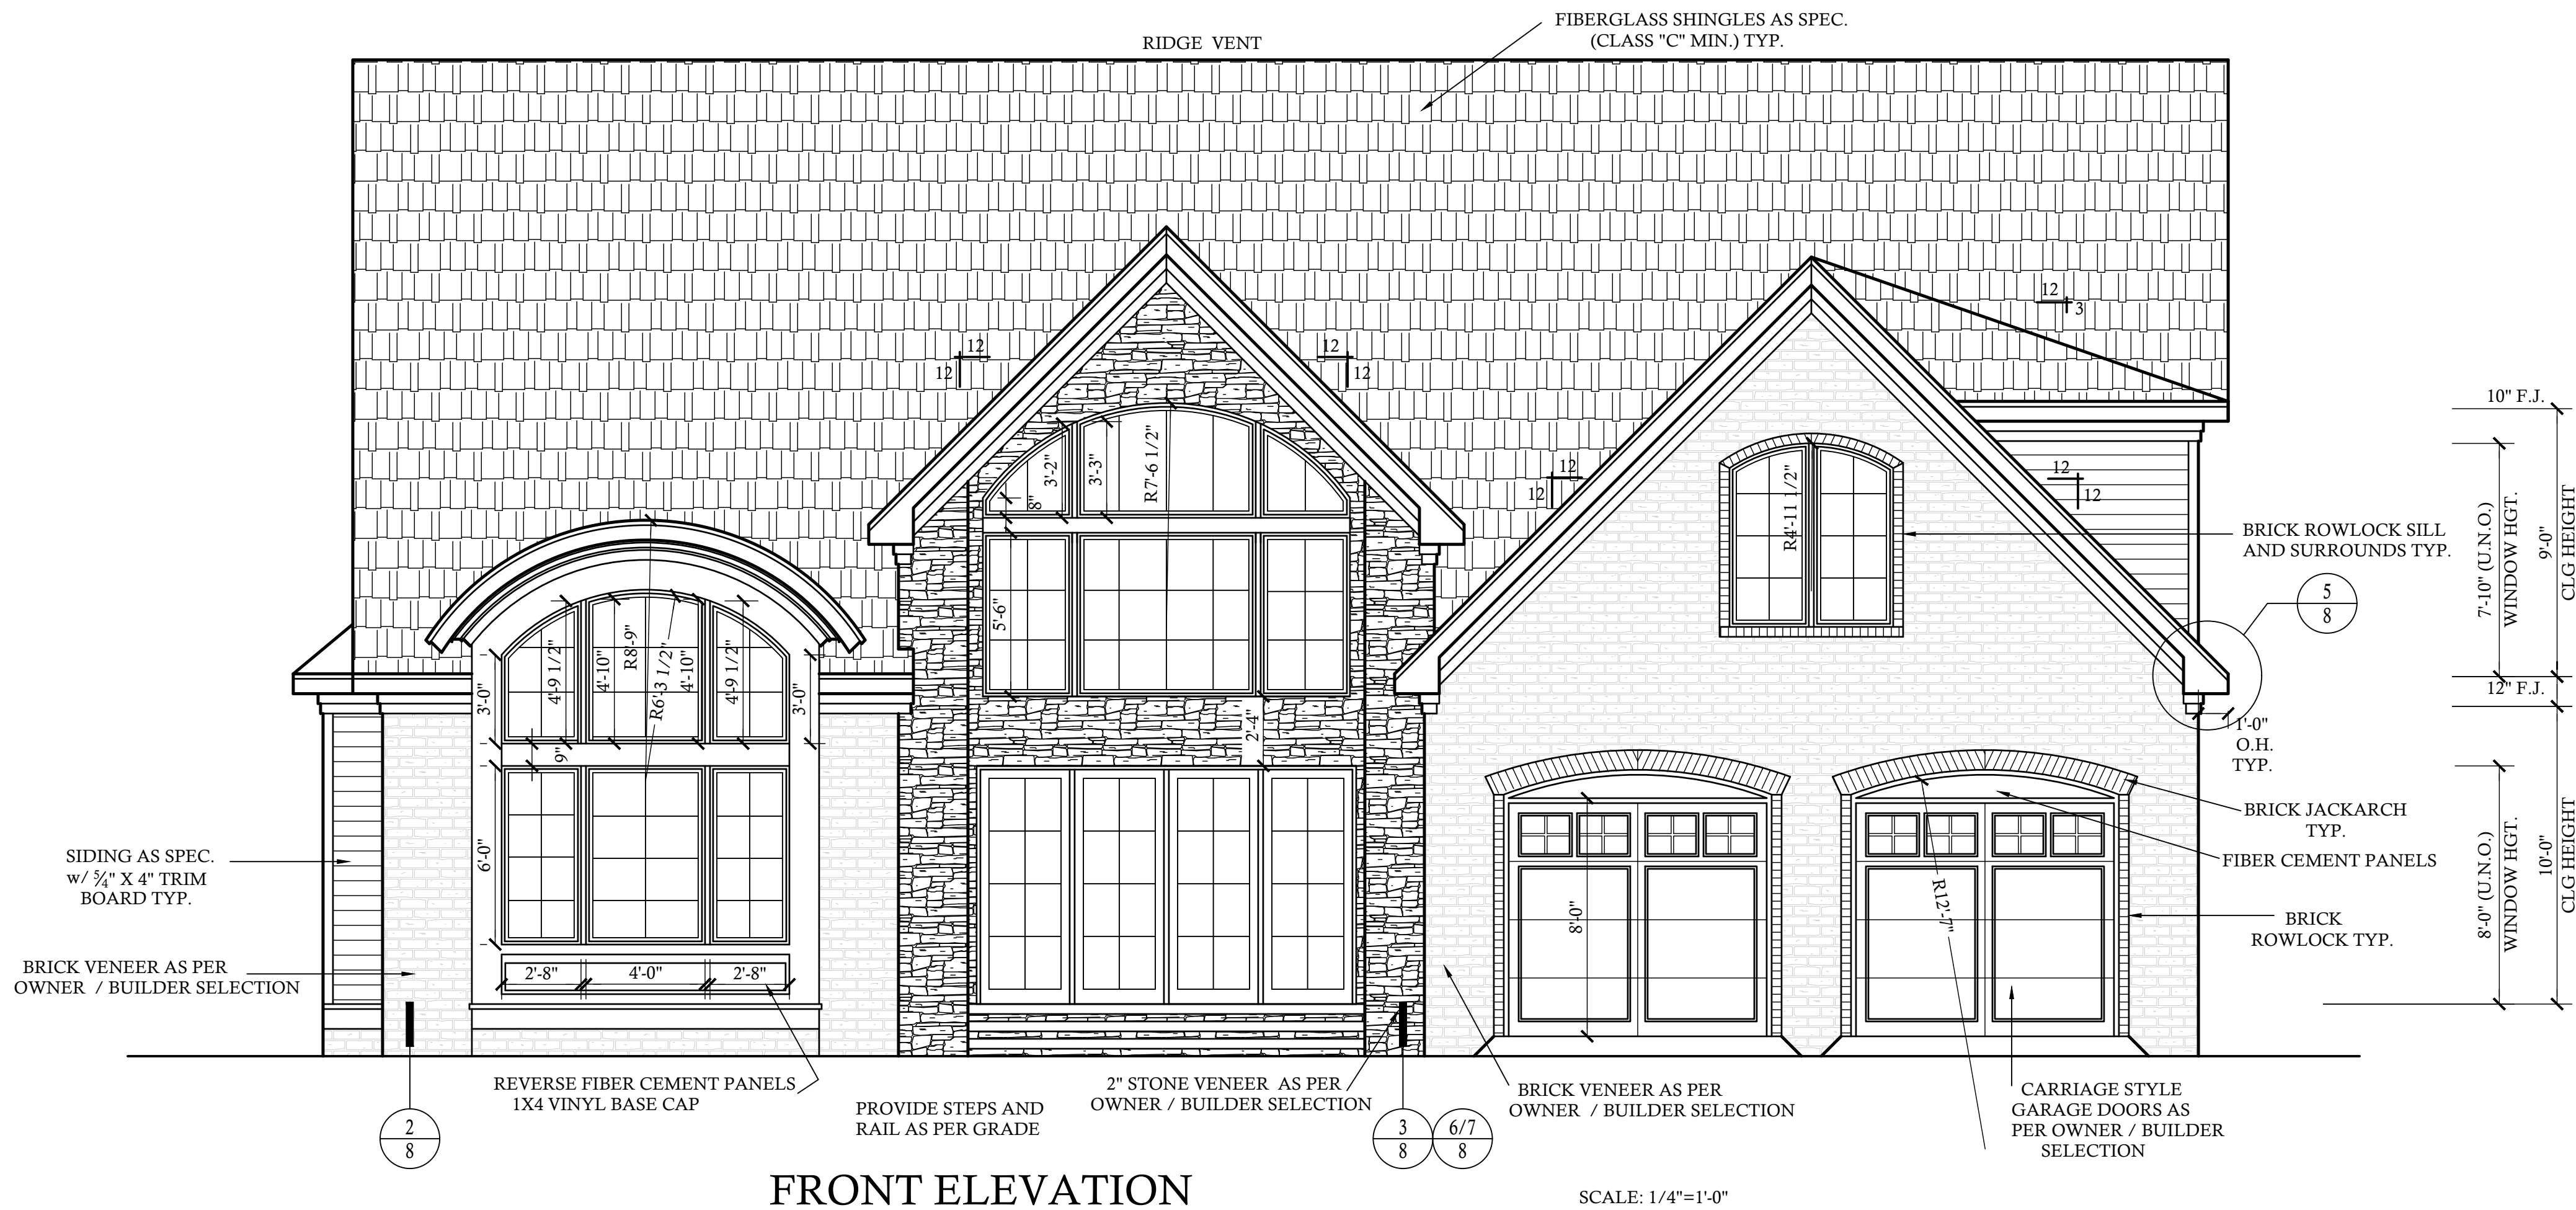 FIBERGLASS SHINGLES AS SPEC.
(CLASS "C" MIN.) TYP.
RIDGE VENT
12
3
12
12
12
12
10" F.J.
12
12
12
12
3'-2"
3'-3"
8"
R7'-6 1/2"
R4'-11 1/2"
5'-6"
BRICK ROWLOCK SILL
AND SURROUNDS TYP.
7'-10" (U.N.O.)
WINDOW HGT.
9'-0"
CLG HEIGHT
5
8
3'-0"
4'-9 1/2"
4'-10"
R8'-9"
R6'-3 1/2"
4'-10"
4'-9 1/2"
3'-0"
9"
2'-4"
12" F.J.
1'-0"
O.H.
TYP.
BRICK JACKARCH
TYP.
FIBER CEMENT PANELS
SIDING AS SPEC.
w/ 5/4" X 4" TRIM
BOARD TYP.
6'-0"
8'-0"
R12'-7"
BRICK
ROWLOCK TYP.
8'-0" (U.N.O.)
WINDOW HGT.
10'-0"
CLG HEIGHT
BRICK VENEER AS PER
OWNER / BUILDER SELECTION
2'-8"
4'-0"
2'-8"
REVERSE FIBER CEMENT PANELS
1X4 VINYL BASE CAP
PROVIDE STEPS AND
RAIL AS PER GRADE
2" STONE VENEER AS PER
OWNER / BUILDER SELECTION
BRICK VENEER AS PER
OWNER / BUILDER SELECTION
CARRIAGE STYLE
GARAGE DOORS AS
PER OWNER / BUILDER
SELECTION
2
8
3
8
6/7
8
FRONT ELEVATION
SCALE: 1/4"=1'-0"